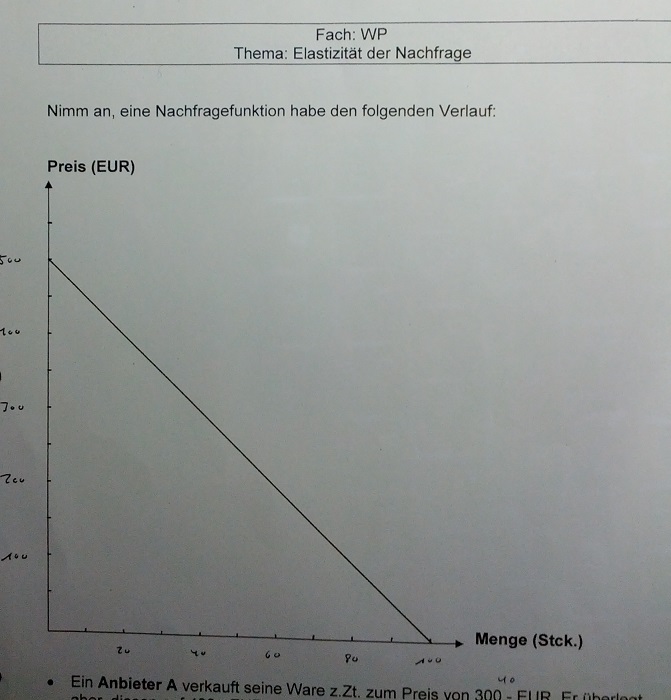 Fach: WP
Thema: Elastizität der Nachfrage
Nimm an, eine Nachfragefunktion habe den folgenden Verlauf:
Preis (EUR)
500
400
300
200
100
Menge (Stck.)
20 40 60 80 100
40
• Ein Anbieter A verkauft seine Ware z.Zt. zum Preis von 300,- EUR. Er überlegt
aber